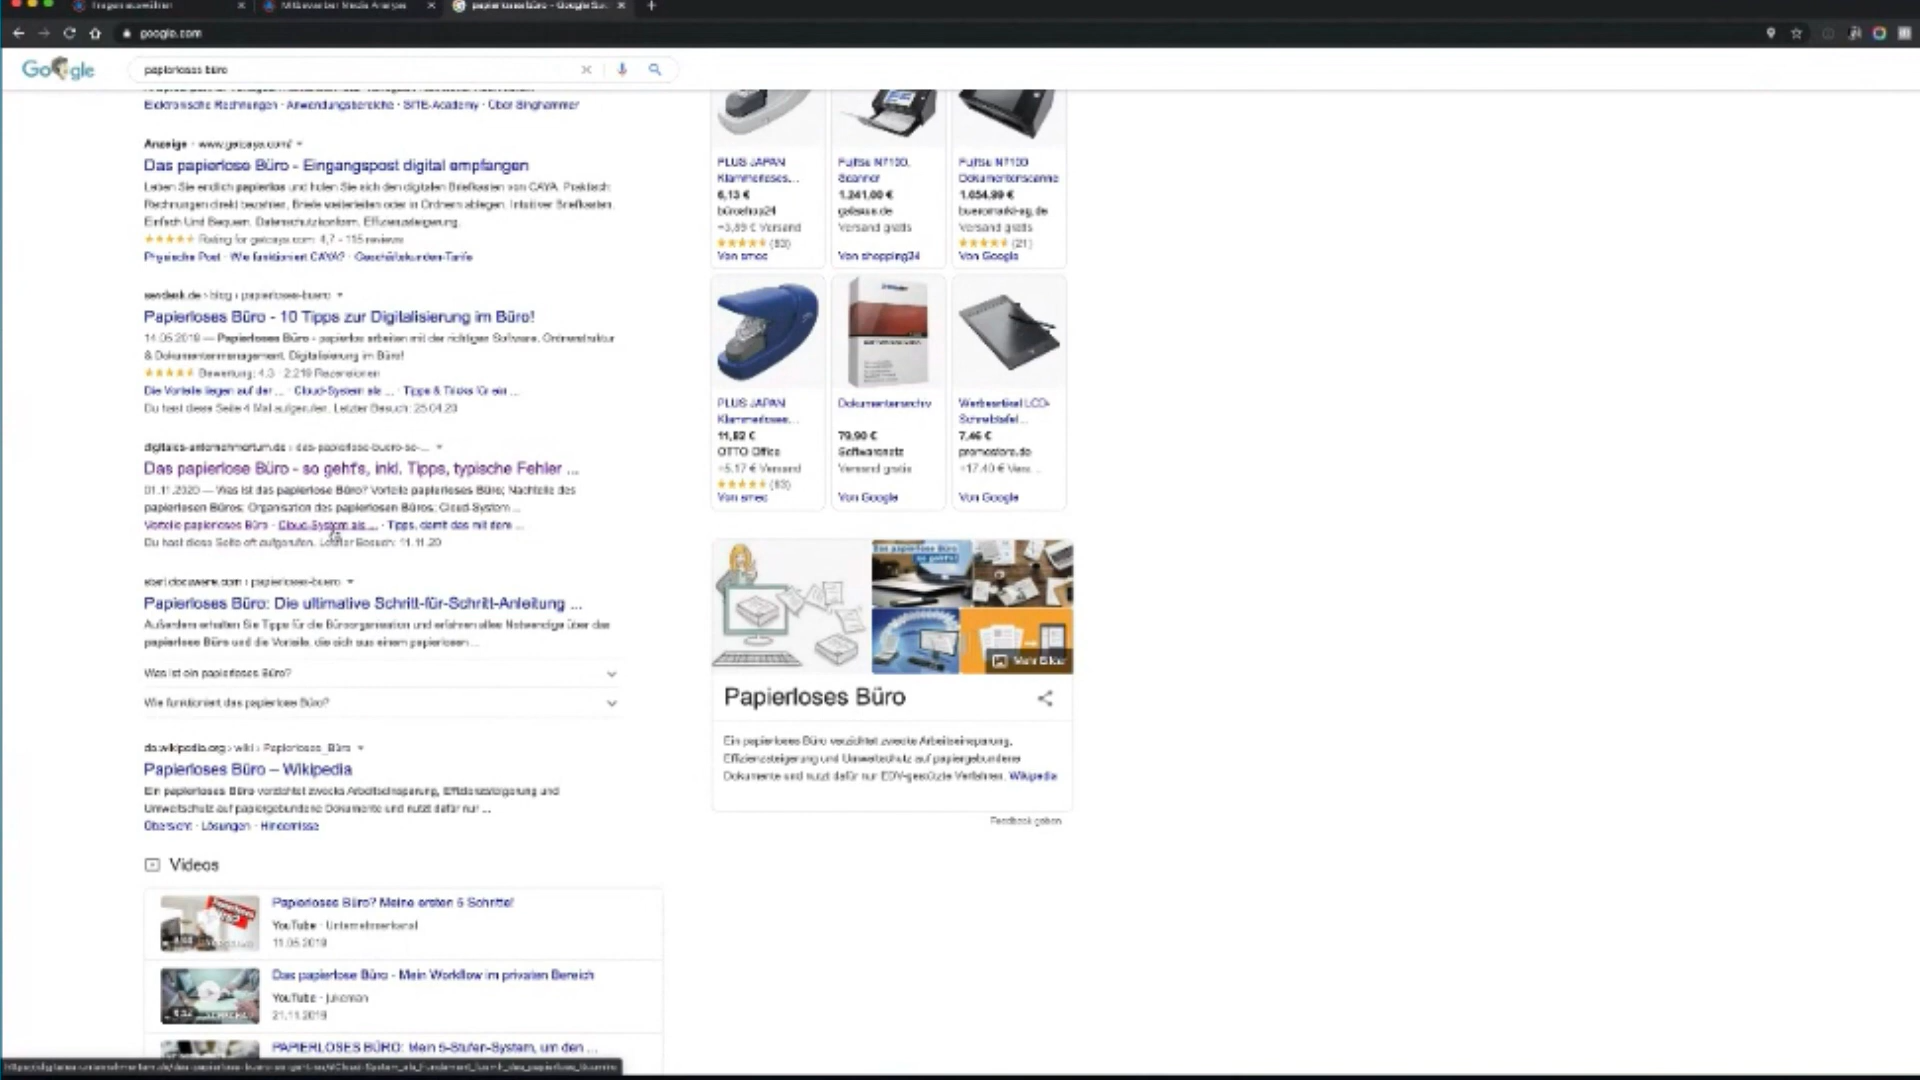 papierloses büro - Google Su
google.com
Google
papierloses büro
Elektronische Rechnungen · Anwendungsbereiche · SITE-Academy · Über Singhammer
Anzeige · www.getcaya.com/
Das papierlose Büro - Eingangspost digital empfangen
Leben Sie endlich papierlos und holen Sie sich den digitalen Briefkasten von CAYA. Praktisch:
Rechnungen direkt bezahlen, Briefe weiterleiten oder in Ordnern ablegen. Intuitiver Briefkasten.
Einfach Und Bequem. Datenschutzkonform. Effizienzsteigerung.
Rating for getcaya.com: 4,7 - 115 reviews
Physische Post · Wie funktioniert CAYA? · Geschäftskunden-Tarife
sevdesk.de › blog › papierloses-buero
Papierloses Büro - 10 Tipps zur Digitalisierung im Büro!
14.05.2019 — Papierloses Büro - papierlos arbeiten mit der richtigen Software, Ordnerstruktur
& Dokumentenmanagement. Digitalisierung im Büro!
Bewertung: 4,3 · 2.219 Rezensionen
Die Vorteile liegen auf der ... · Cloud-System als ... · Tipps & Tricks für ein ...
Du hast diese Seite 4 Mal aufgerufen. Letzter Besuch: 25.04.20
digitales-unternehmertum.de › das-papierlose-buero-so-...
Das papierlose Büro - so geht's, inkl. Tipps, typische Fehler ...
01.11.2020 — Was ist das papierlose Büro? Vorteile papierloses Büro; Nachteile des
papierlosen Büros; Organisation des papierlosen Büros; Cloud-System ...
Vorteile papierloses Büro · Cloud-System als ... · Tipps, damit das mit dem ...
Du hast diese Seite oft aufgerufen. Letzter Besuch: 11.11.20
start.docuware.com › papierloses-buero
Papierloses Büro: Die ultimative Schritt-für-Schritt-Anleitung ...
Außerdem erhalten Sie Tipps für die Büroorganisation und erfahren alles Notwendige über das
papierlose Büro und die Vorteile, die sich aus einem papierlosen ...
Was ist ein papierloses Büro?
Wie funktioniert das papierlose Büro?
de.wikipedia.org › wiki › Papierloses_Büro
Papierloses Büro – Wikipedia
Ein papierloses Büro verzichtet zwecks Arbeitseinsparung, Effizienzsteigerung und
Umweltschutz auf papiergebundene Dokumente und nutzt dafür nur ...
Übersicht · Lösungen · Hindernisse
Videos
Papierloses Büro? Meine ersten 5 Schritte!
YouTube · Unternehmerkanal
11.05.2019
Das papierlose Büro - Mein Workflow im privaten Bereich
YouTube · jukeman
21.11.2019
PAPIERLOSES BÜRO: Mein 5-Stufen-System, um den ...
PLUS JAPAN
Klammerloses...
6,13 €
büroshop24
+3,89 € Versand
(83)
Von smec
Fujitsu N7100,
Scanner
1.241,00 €
galaxus.de
Versand gratis
Von shopping24
Fujitsu N7100
Dokumentenscanne
1.054,99 €
bueromarkt-ag.de
Versand gratis
(21)
Von Google
PLUS JAPAN
Klammerloses...
11,82 €
OTTO Office
+5,17 € Versand
(83)
Von smec
Dokumentenarchiv
79,90 €
Softwarenetz
Versand gratis
Von Google
Werbeartikel LCD-
Schreibtafel...
7,46 €
promostore.de
+17,40 € Vers...
Von Google
Mehr Bilder
Papierloses Büro
Ein papierloses Büro verzichtet zwecks Arbeitseinsparung,
Effizienzsteigerung und Umweltschutz auf papiergebundene
Dokumente und nutzt dafür nur EDV-gestützte Verfahren. Wikipedia
Feedback geben